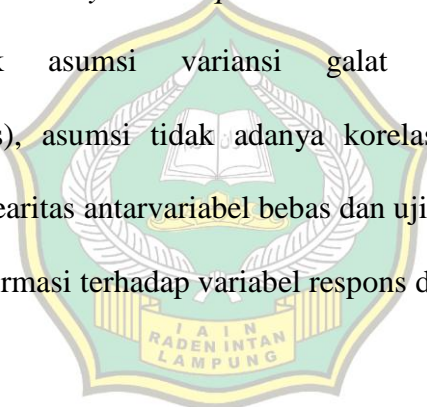 k asumsi variansi galat
s), asumsi tidak adanya korelas
earitas antarvariabel bebas dan uji
rmasi terhadap variabel respons d
I A I N
RADEN INTAN
LAMPUNG